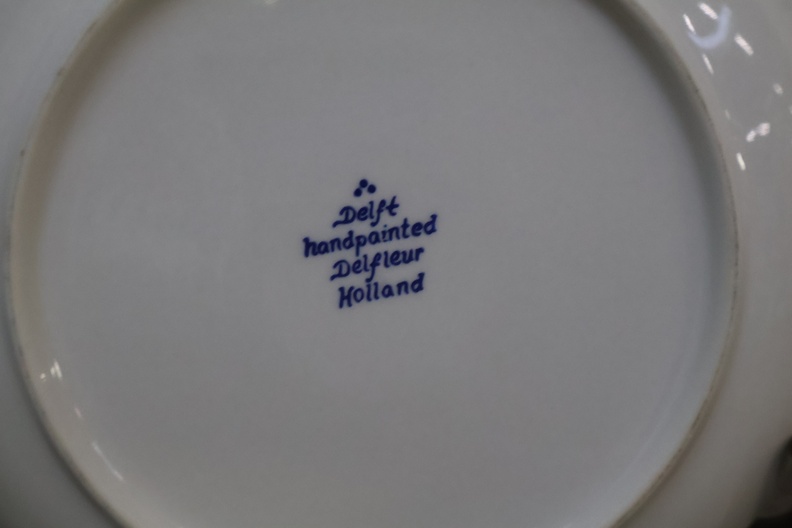 Delft
handpainted
Delfleur
Holland